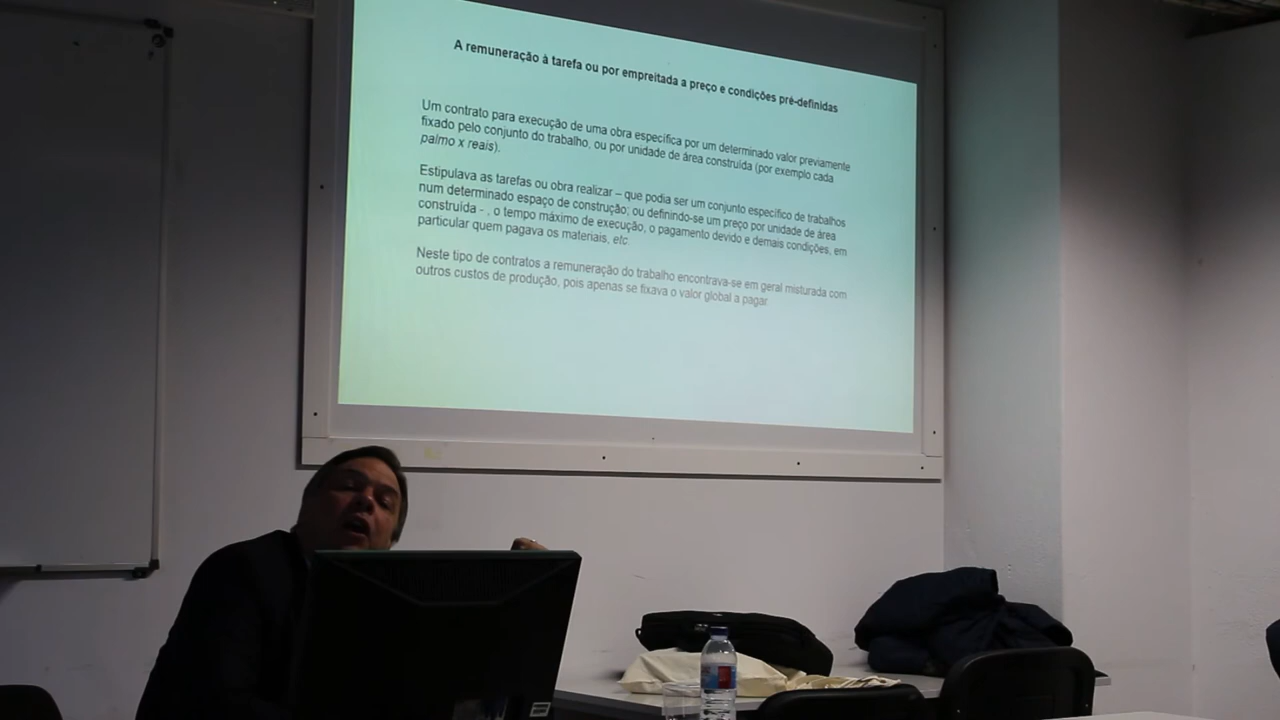 A remuneração à tarefa ou por empreitada a preço e condições pré-definidas
Um contrato para execução de uma obra específica por um determinado valor previamente
fixado pelo conjunto do trabalho, ou por unidade de área construída (por exemplo cada
palmo x reais).
Estipulava as tarefas ou obra realizar – que podia ser um conjunto específico de trabalhos
num determinado espaço de construção; ou definindo-se um preço por unidade de área
construída - , o tempo máximo de execução, o pagamento devido e demais condições, em
particular quem pagava os materiais, etc.
Neste tipo de contratos a remuneração do trabalho encontrava-se em geral misturada com
outros custos de produção, pois apenas se fixava o valor global a pagar